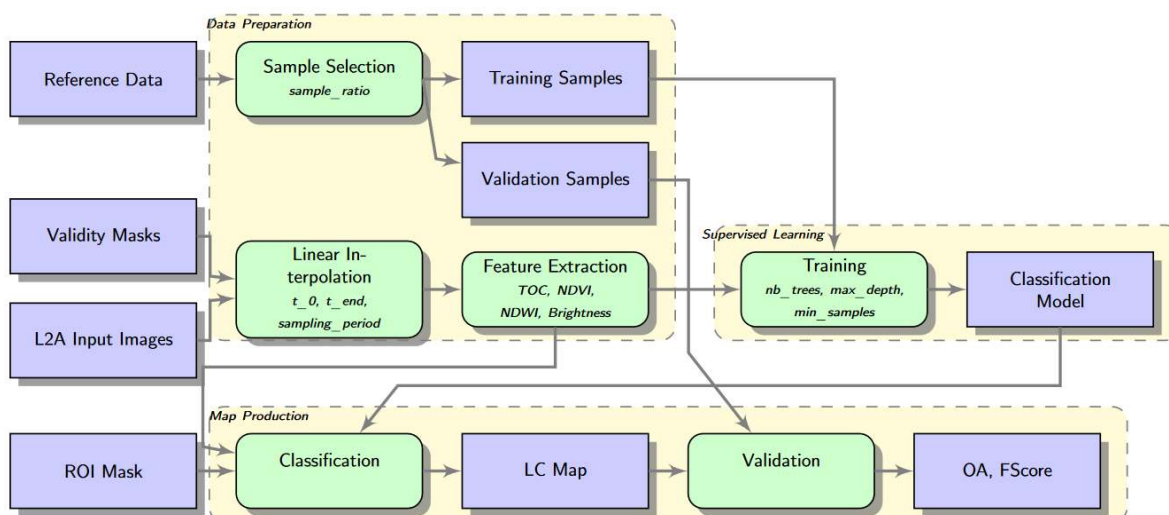 Data Preparation
Reference Data
Sample Selection
sample_ratio
Training Samples
Validation Samples
Validity Masks
Linear In-
terpolation
t_0, t_end,
sampling_period
Feature Extraction
TOC, NDVI,
NDWI, Brightness
L2A Input Images
Supervised Learning
Training
nb_trees, max_depth,
min_samples
Classification
Model
Map Production
ROI Mask
Classification
LC Map
Validation
OA, FScore